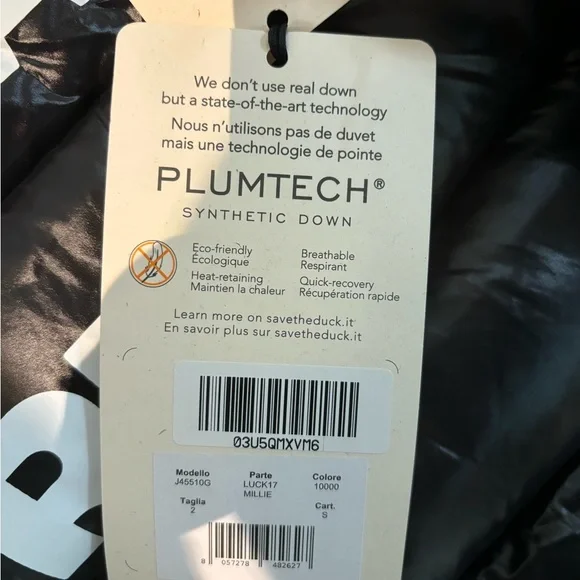 We don't use real down
but a state-of-the-art technology
Nous n'utilisons pas de duvet
mais une technologie de pointe
PLUMTECH®
SYNTHETIC DOWN
Eco-friendly
Écologique
Breathable
Respirant
Heat-retaining
Maintien la chaleur
Quick-recovery
Récupération rapide
Learn more on savetheduck.it
En savoir plus sur savetheduck.it
03U5QMXVM6
Modello Parte Colore
J45510G LUCK17 10000
MILLIE
Taglia Cart.
2 S
8 057278 482627